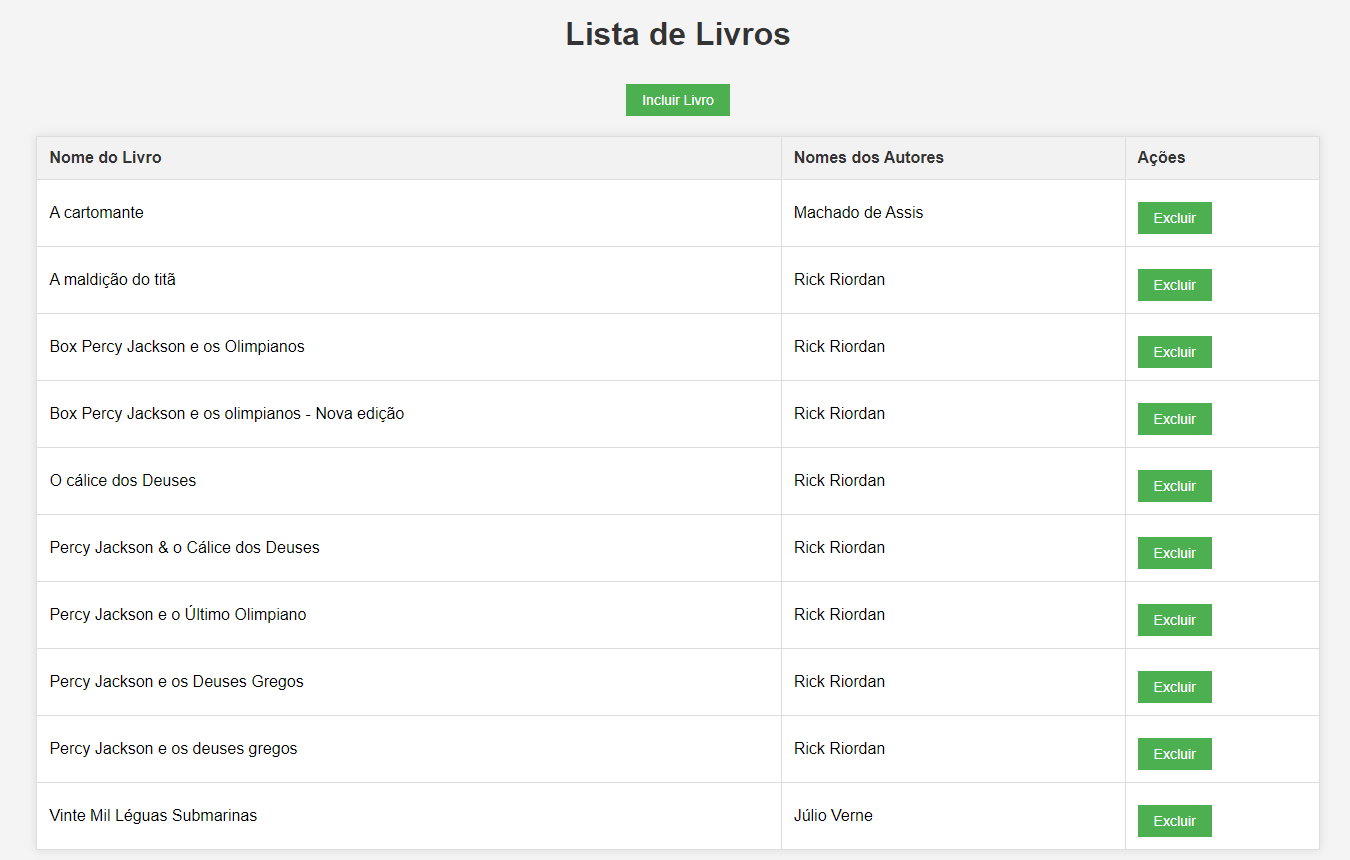 Lista de Livros
Incluir Livro
Nome do Livro Nomes dos Autores Ações
A cartomante Machado de Assis Excluir
A maldição do titã Rick Riordan Excluir
Box Percy Jackson e os Olimpianos Rick Riordan Excluir
Box Percy Jackson e os olimpianos - Nova edição Rick Riordan Excluir
O cálice dos Deuses Rick Riordan Excluir
Percy Jackson & o Cálice dos Deuses Rick Riordan Excluir
Percy Jackson e o Último Olimpiano Rick Riordan Excluir
Percy Jackson e os Deuses Gregos Rick Riordan Excluir
Percy Jackson e os deuses gregos Rick Riordan Excluir
Vinte Mil Léguas Submarinas Júlio Verne Excluir